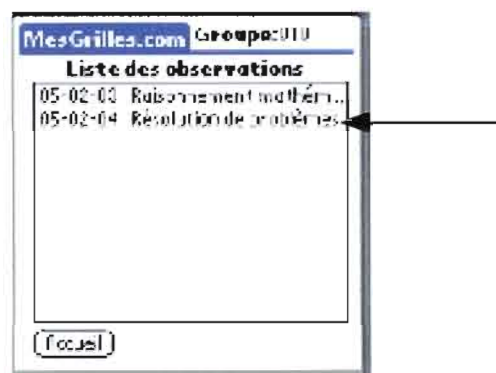 MesGrilles.com Groupe:010
Liste des observations
05-02-03 Raisonnement mathém...
05-02-04 Résolution de problèmes
Accueil